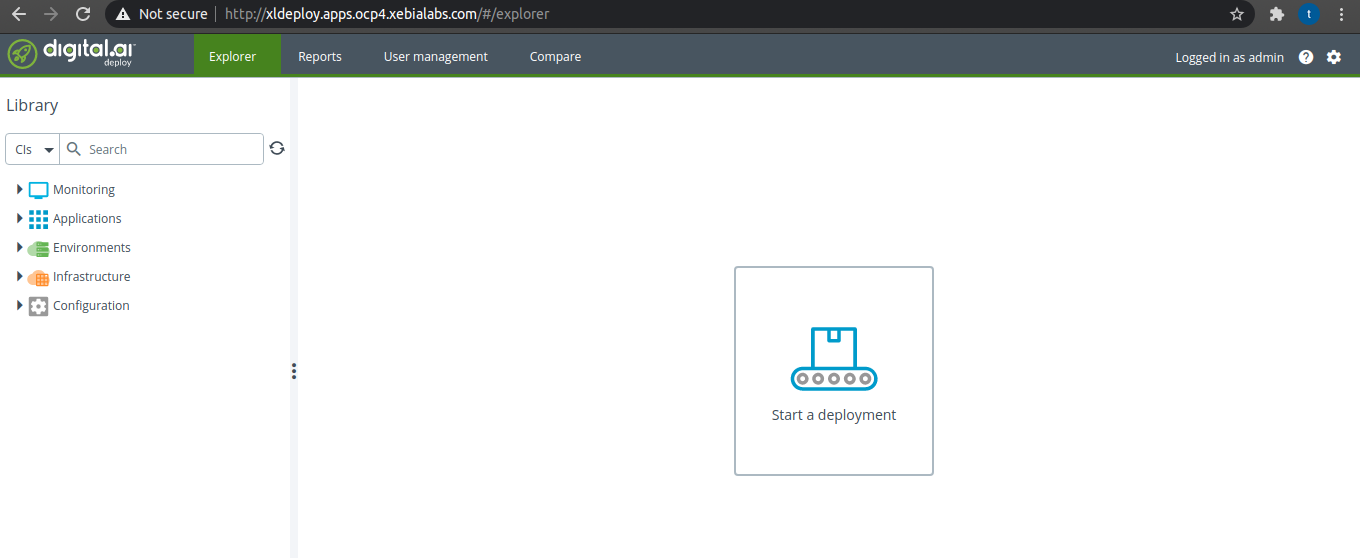 Not secure http://xldeploy.apps.ocp4.xebialabs.com/#/explorer t
digital.ai deploy Explorer Reports User management Compare Logged in as admin ?
Library
CIs Search
Monitoring
Applications
Environments
Infrastructure
Configuration
Start a deployment